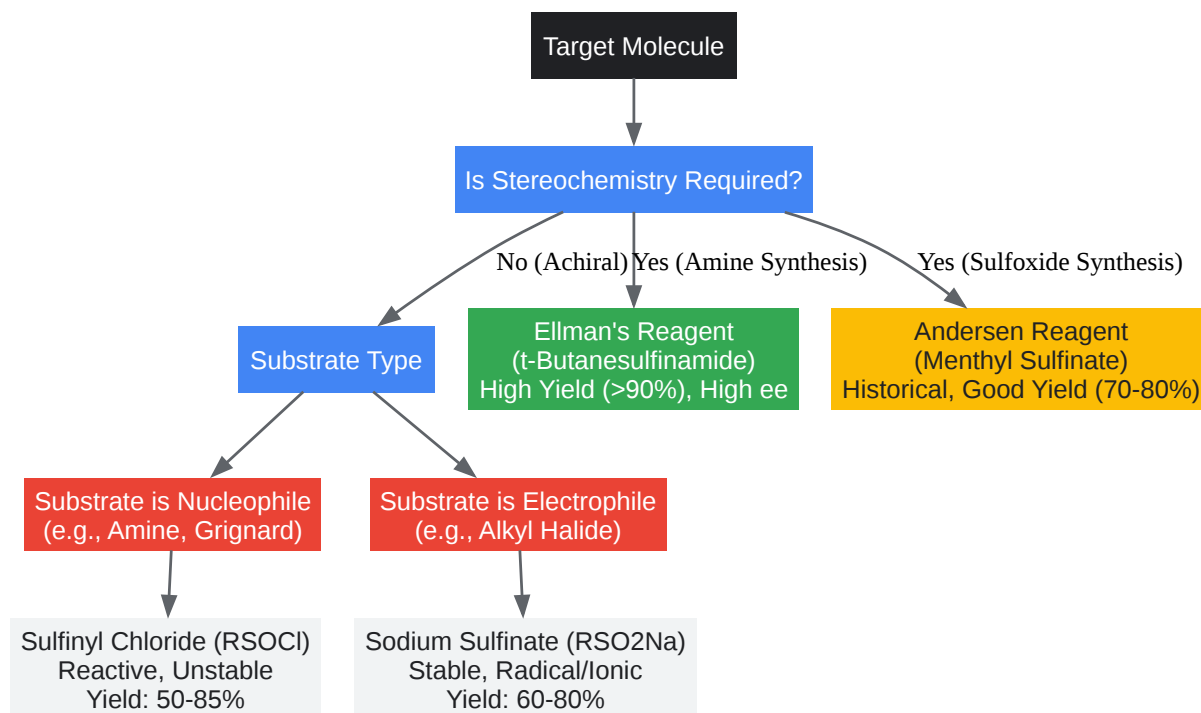 Target Molecule
Is Stereochemistry Required?
No (Achiral)
Yes (Amine Synthesis)
Yes (Sulfoxide Synthesis)
Substrate Type
Ellman's Reagent
(t-Butanesulfinamide)
High Yield (>90%), High ee
Andersen Reagent
(Menthyl Sulfinate)
Historical, Good Yield (70-80%)
Substrate is Nucleophile
(e.g., Amine, Grignard)
Substrate is Electrophile
(e.g., Alkyl Halide)
Sulfinyl Chloride (RSOCl)
Reactive, Unstable
Yield: 50-85%
Sodium Sulfinate (RSO2Na)
Stable, Radical/Ionic
Yield: 60-80%